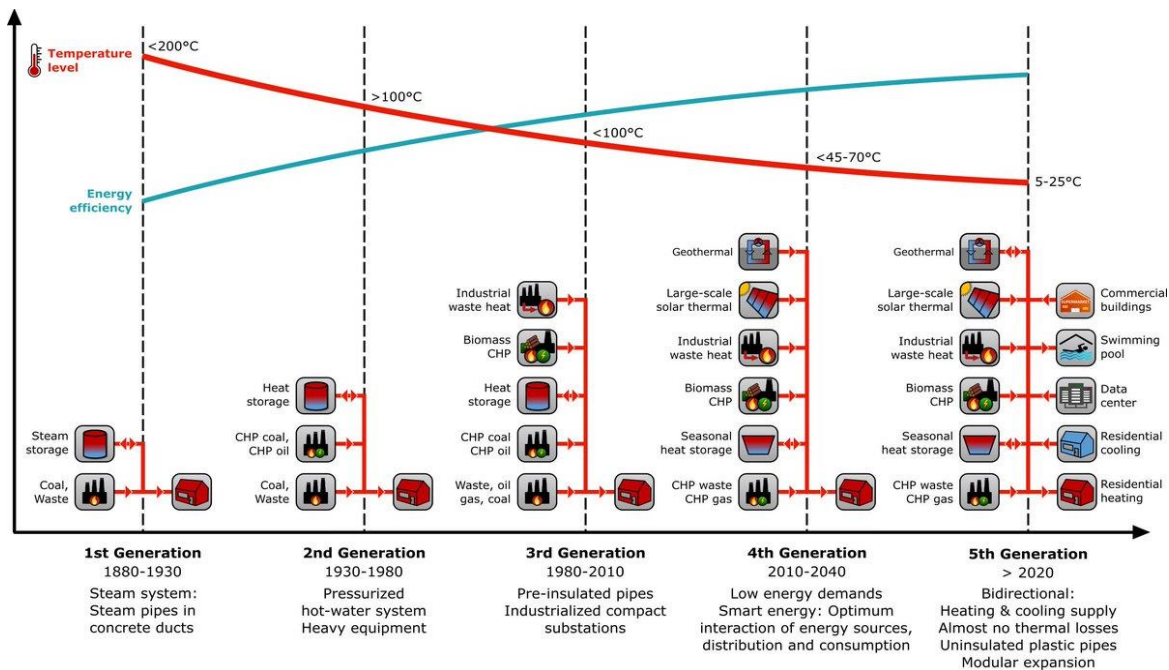 <200°C
Temperature
level
>100°C
<100°C
<45-70°C
5-25°C
Energy
efficiency
Steam
storage
Coal,
Waste
Heat
storage
CHP coal,
CHP oil
Coal,
Waste
Industrial
waste heat
Biomass
CHP
Heat
storage
CHP coal
CHP oil
Waste, oil
gas, coal
Geothermal
Large-scale
solar thermal
Industrial
waste heat
Biomass
CHP
Seasonal
heat storage
CHP waste
CHP gas
Geothermal
Large-scale
solar thermal
Industrial
waste heat
Biomass
CHP
Seasonal
heat storage
CHP waste
CHP gas
SUPERMARKET
Commercial
buildings
Swimming
pool
Data
center
Residential
cooling
Residential
heating
1st Generation
1880-1930
Steam system:
Steam pipes in
concrete ducts
2nd Generation
1930-1980
Pressurized
hot-water system
Heavy equipment
3rd Generation
1980-2010
Pre-insulated pipes
Industrialized compact
substations
4th Generation
2010-2040
Low energy demands
Smart energy: Optimum
interaction of energy sources,
distribution and consumption
5th Generation
> 2020
Bidirectional:
Heating & cooling supply
Almost no thermal losses
Uninsulated plastic pipes
Modular expansion